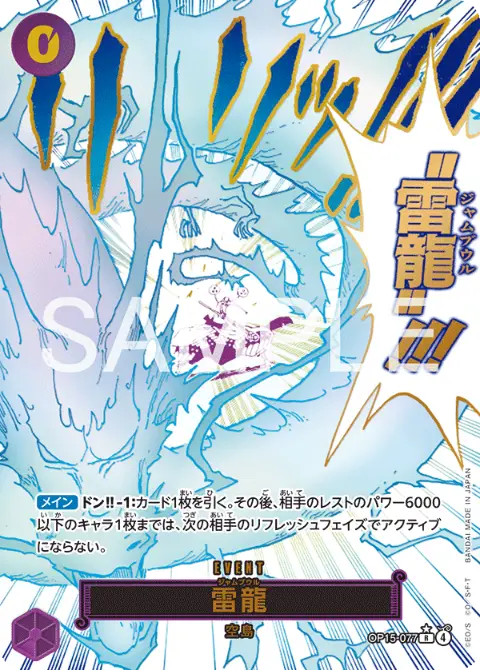 0
リッ
"雷龍"!!!
ジャムブウル
SAMPLE
メイン ドン!!-1:カード1枚を引く。その後、相手のレストのパワー6000
以下のキャラ1枚までは、次の相手のリフレッシュフェイズでアクティブ
にならない。
EVENT
ジャムブウル
雷龍
空島
OP15-077 R 4
©E.O/S ©O/S・F・T BANDAI MADE IN JAPAN